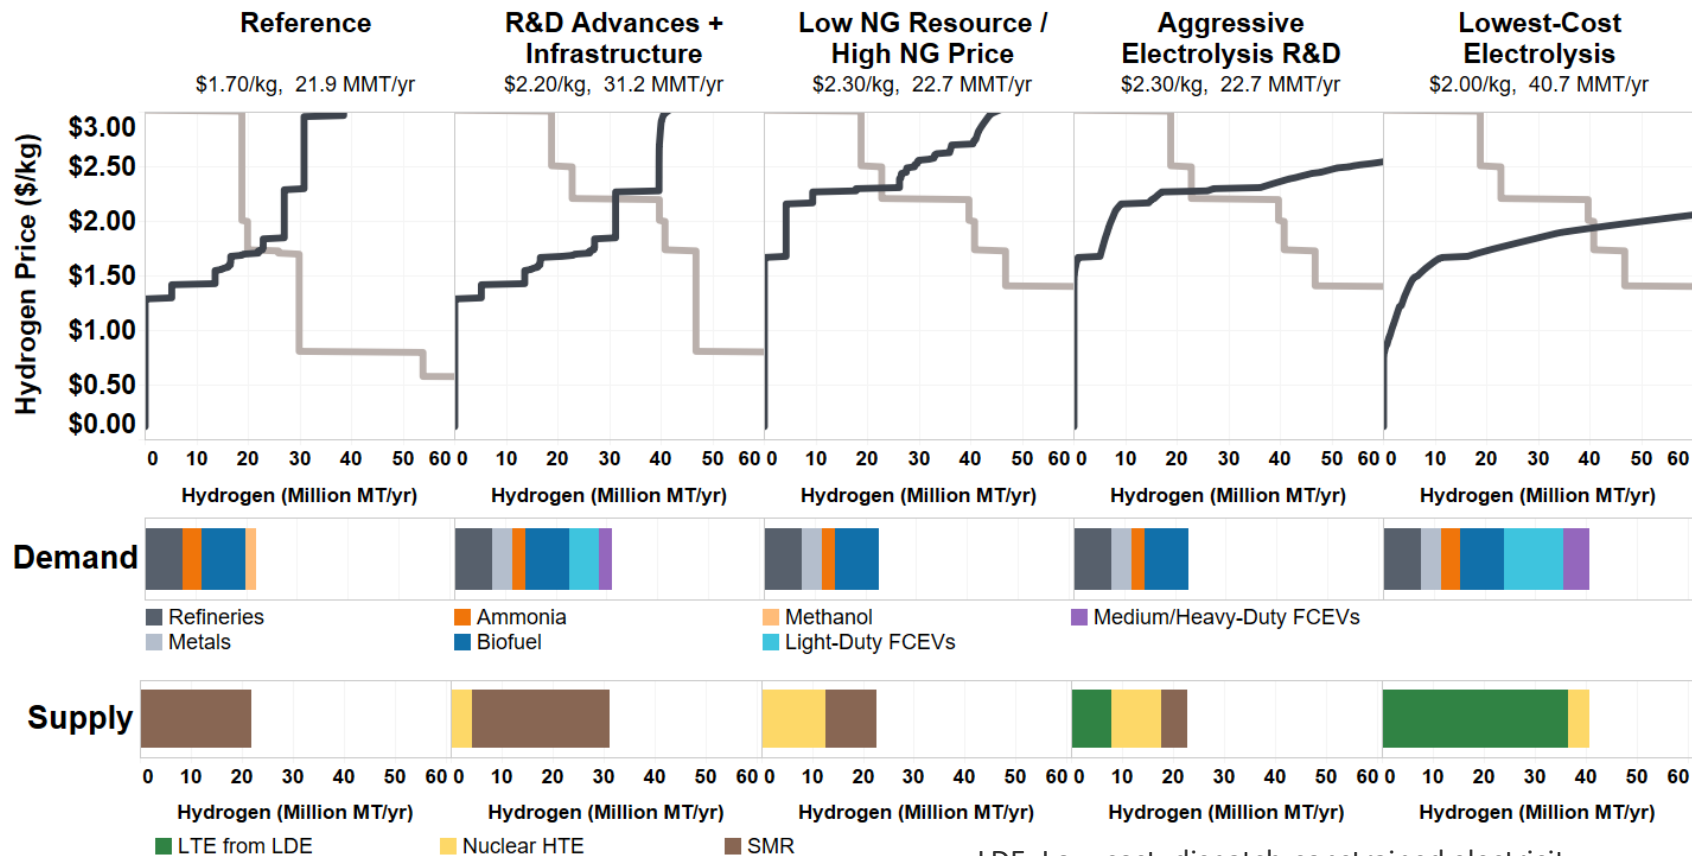 Reference
R&D Advances +
Infrastructure
Low NG Resource /
High NG Price
Aggressive
Electrolysis R&D
Lowest-Cost
Electrolysis
$1.70/kg, 21.9 MMT/yr
$2.20/kg, 31.2 MMT/yr
$2.30/kg, 22.7 MMT/yr
$2.30/kg, 22.7 MMT/yr
$2.00/kg, 40.7 MMT/yr
Hydrogen Price ($/kg)
$3.00
$2.50
$2.00
$1.50
$1.00
$0.50
$0.00
0 10 20 30 40 50 60 0 10 20 30 40 50 60 0 10 20 30 40 50 60 0 10 20 30 40 50 60 0 10 20 30 40 50 60
Hydrogen (Million MT/yr) Hydrogen (Million MT/yr) Hydrogen (Million MT/yr) Hydrogen (Million MT/yr) Hydrogen (Million MT/yr)
Demand
Refineries Ammonia Methanol Medium/Heavy-Duty FCEVs
Metals Biofuel Light-Duty FCEVs
Supply
0 10 20 30 40 50 60 0 10 20 30 40 50 60 0 10 20 30 40 50 60 0 10 20 30 40 50 60 0 10 20 30 40 50 60
Hydrogen (Million MT/yr) Hydrogen (Million MT/yr) Hydrogen (Million MT/yr) Hydrogen (Million MT/yr) Hydrogen (Million MT/yr)
LTE from LDE Nuclear HTE SMR